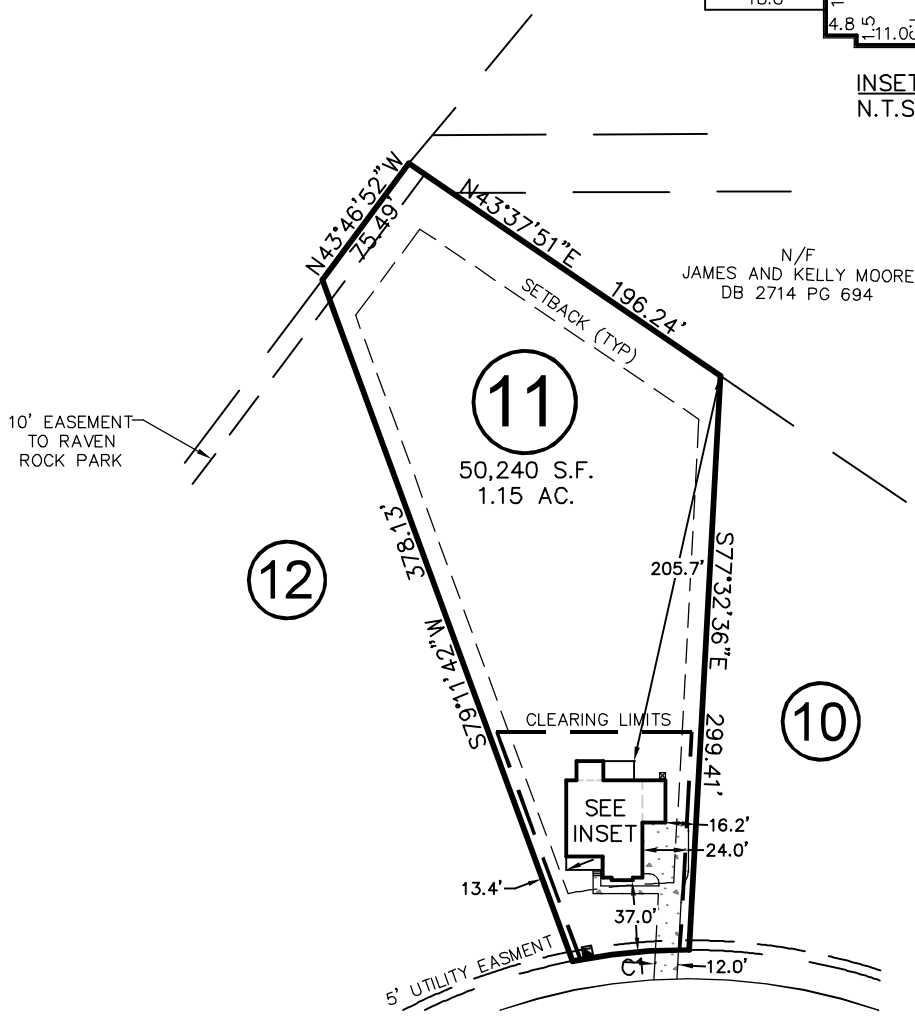 4.8
1.5
11.0
INSET
N.T.S
N43°46'52"W
75.49'
N43°37'51"E
196.24'
N/F
JAMES AND KELLY MOORE
DB 2714 PG 694
SETBACK (TYP)
11
50,240 S.F.
1.15 AC.
10' EASEMENT
TO RAVEN
ROCK PARK
378.13'
S79°11'42"W
12
205.7'
S77°32'36"E
299.41'
10
CLEARING LIMITS
SEE
INSET
16.2'
24.0'
13.4'
37.0'
5' UTILITY EASMENT
C1
12.0'